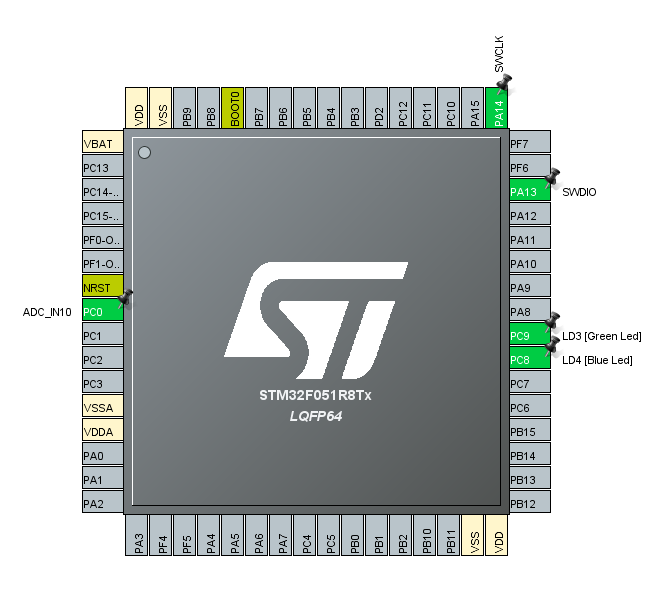 SWCLK
VDD
VSS
PB9
PB8
BOOT0
PB7
PB6
PB5
PB4
PB3
PD2
PC12
PC11
PC10
PA15
PA14
VBAT
PC13
PC14-..
PC15-..
PF0-O..
PF1-O..
NRST
ADC_IN10 PC0
PC1
PC2
PC3
VSSA
VDDA
PA0
PA1
PA2
STM32F051R8Tx
LQFP64
PF7
PF6
PA13 SWDIO
PA12
PA11
PA10
PA9
PA8
PC9 LD3 [Green Led]
PC8 LD4 [Blue Led]
PC7
PC6
PB15
PB14
PB13
PB12
PA3
PF4
PF5
PA4
PA5
PA6
PA7
PC4
PC5
PB0
PB1
PB2
PB10
PB11
VSS
VDD